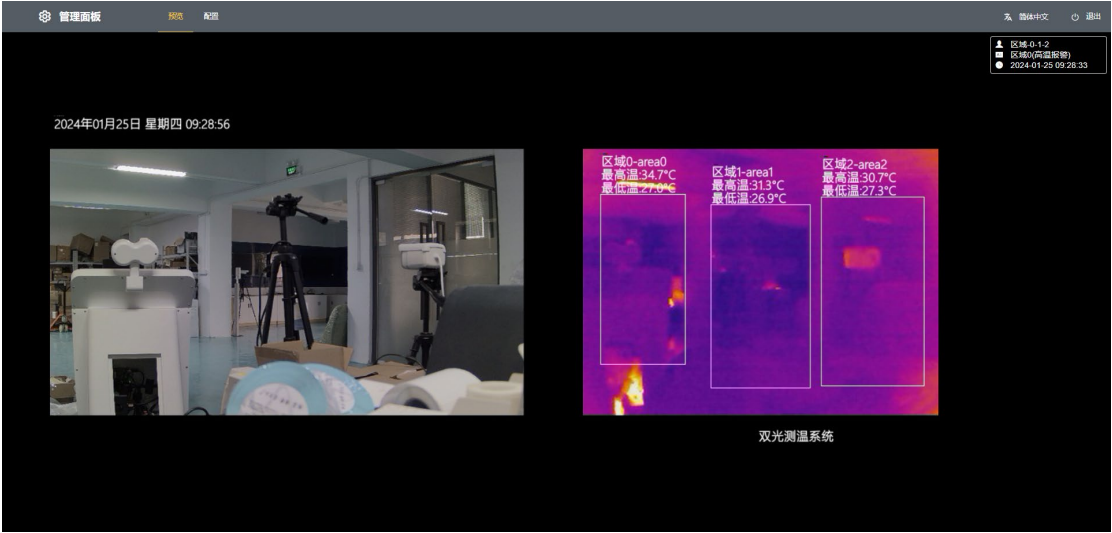 管理面板
预览
配置
简体中文
退出
区域-0-1-2
区域0(高温报警)
2024-01-25 09:28:33
2024年01月25日 星期四 09:28:56
区域0-area0
最高温:34.7°C
最低温:27.0°C
区域1-area1
最高温:31.3°C
最低温:26.9°C
区域2-area2
最高温:30.7°C
最低温:27.3°C
双光测温系统